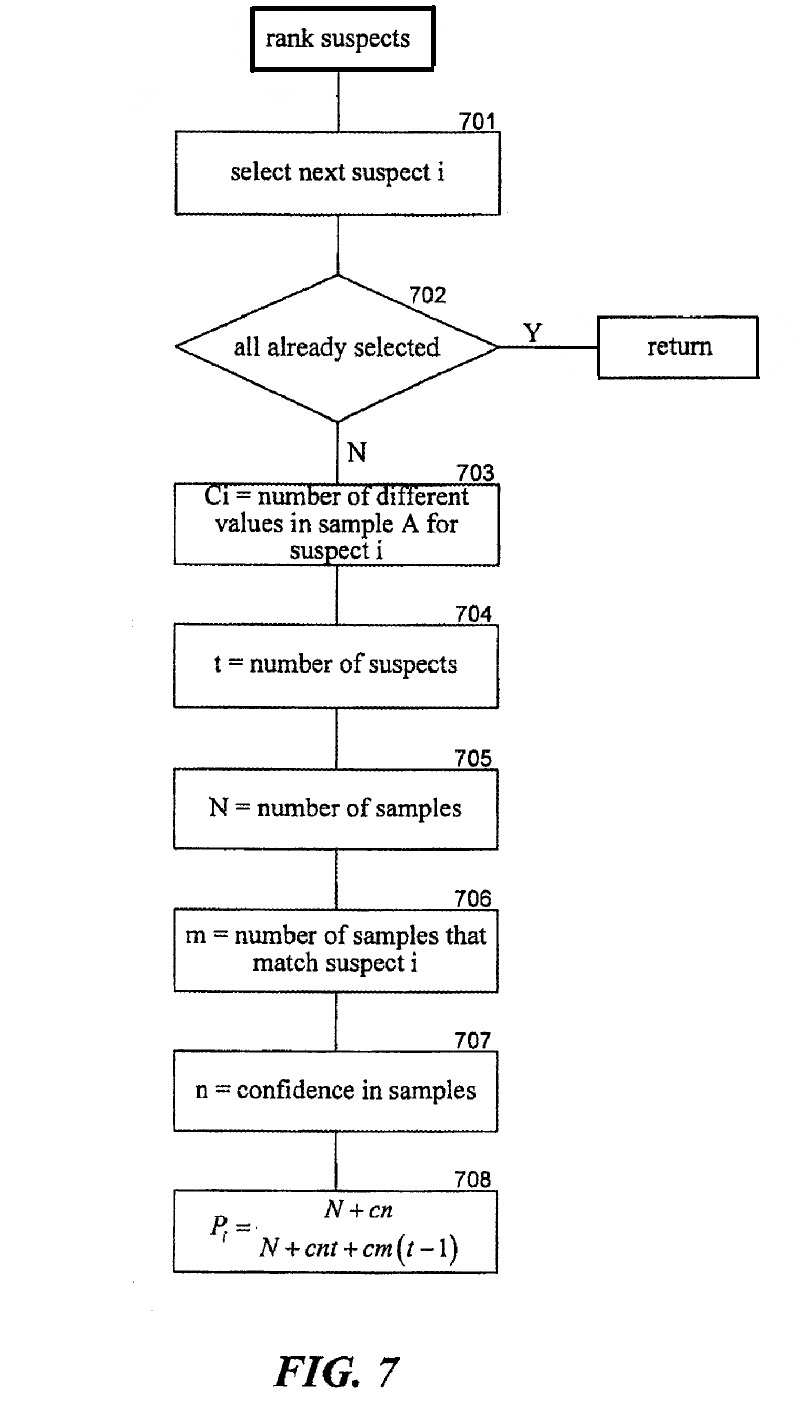 rank suspects
701
select next suspect i
702
all already selected
Y
return
N
703
Ci = number of different
values in sample A for
suspect i
704
t = number of suspects
705
N = number of samples
706
m = number of samples that
match suspect i
707
n = confidence in samples
708
N + cn
P_i =
N + cnt + cm(t − 1)
FIG. 7